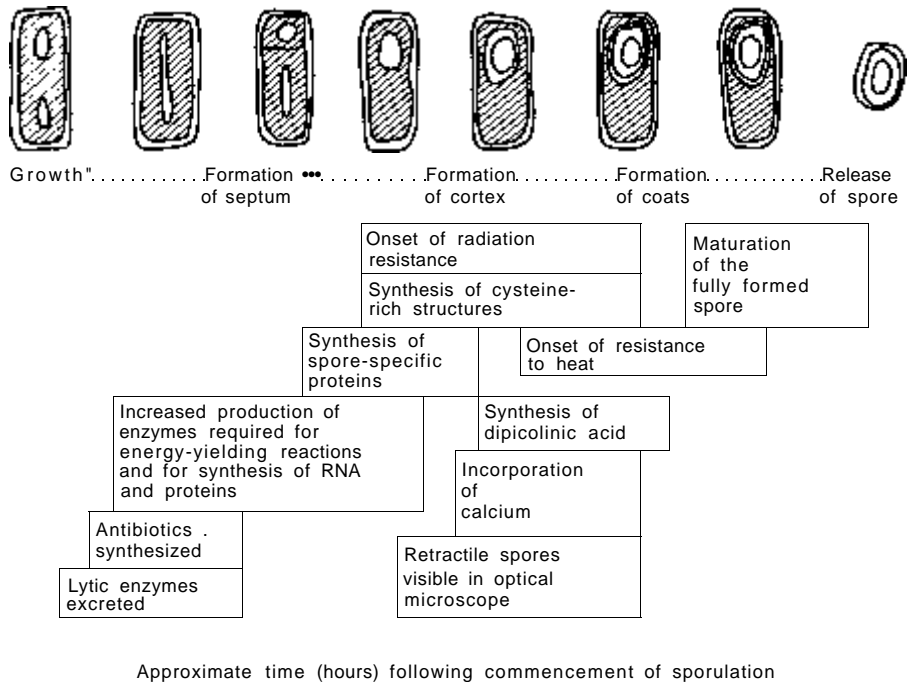 Growth"............Formation •••..........Formation..........Formation............Release
of septum of cortex of coats of spore
Onset of radiation
resistance
Maturation
of the
fully formed
spore
Synthesis of cysteine-
rich structures
Synthesis of
spore-specific
proteins
Onset of resistance
to heat
Increased production of
enzymes required for
energy-yielding reactions
and for synthesis of RNA
and proteins
Synthesis of
dipicolinic acid
Incorporation
of
calcium
Antibiotics .
synthesized
Retractile spores
visible in optical
microscope
Lytic enzymes
excreted
Approximate time (hours) following commencement of sporulation